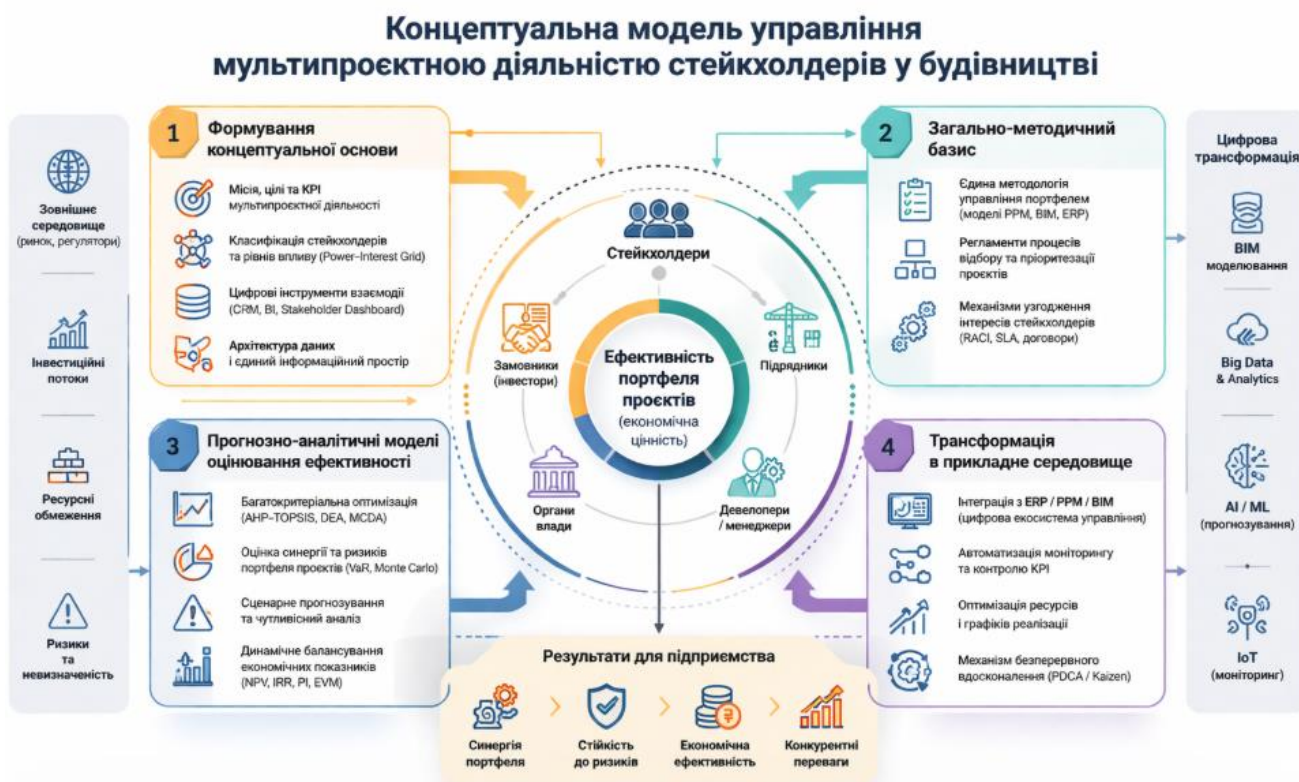 Концептуальна модель управління
мультипроєктною діяльністю стейкхолдерів у будівництві
Зовнішнє
середовище
(ринок, регулятори)
Інвестиційні
потоки
Ресурсні
обмеження
Ризики
та
невизначеність
1
Формування
концептуальної основи
Місія, цілі та KPI
мультипроєктної діяльності
Класифікація стейкхолдерів
та рівнів впливу (Power-Interest Grid)
Цифрові інструменти взаємодії
(CRM, BI, Stakeholder Dashboard)
Архітектура даних
і єдиний інформаційний простір
2
Загально-методичний
базис
Єдина методологія
управління портфелем
(моделі PPM, BIM, ERP)
Регламенти процесів
відбору та пріоритезації
проєктів
Механізми узгодження
інтересів стейкхолдерів
(RACI, SLA, договори)
Стейкхолдери
Замовники
(інвестори)
Підрядники
Ефективність
портфеля
проєктів
(економічна
цінність)
Органи
влади
Девелопери
/ менеджери
3
Прогнозно-аналітичні моделі
оцінювання ефективності
Багатокритеріальна оптимізація
(AHP-TOPSIS, DEA, MCDA)
Оцінка синергії та ризиків
портфеля проєктів (VaR, Monte Carlo)
Сценарне прогнозування
та чутливісний аналіз
Динамічне балансування
економічних показників
(NPV, IRR, PI, EVM)
4
Трансформація
в прикладне середовище
Інтеграція з ERP / PPM / BIM
(цифрова екосистема управління)
Автоматизація моніторингу
та контролю KPI
Оптимізація ресурсів
і графіків реалізації
Механізм безперервного
вдосконалення (PDCA / Kaizen)
Цифрова
трансформація
BIM
моделювання
Big Data
& Analytics
AI / ML
(прогнозування)
IoT
(моніторинг)
Результати для підприємства
Синергія
портфеля
Стійкість
до ризиків
Економічна
ефективність
Конкурентні
переваги